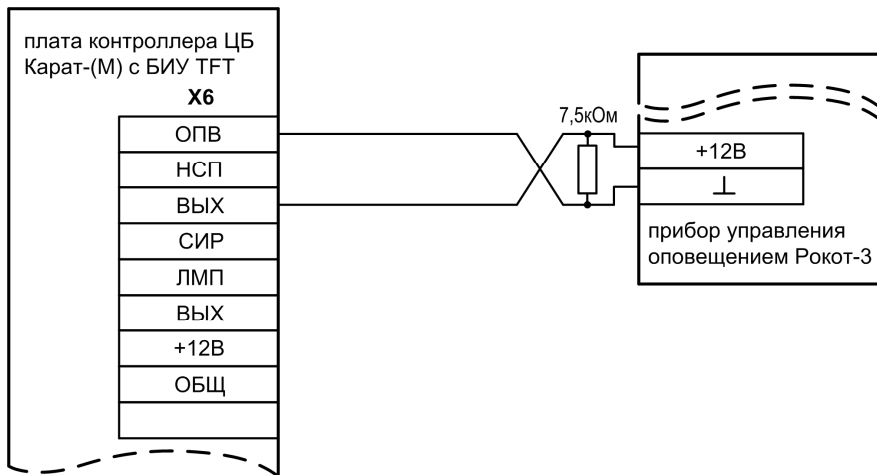 плата контроллера ЦБ
Карат-(М) с БИУ TFT
X6
ОПВ
НСП
ВЫХ
СИР
ЛМП
ВЫХ
+12В
ОБЩ
7,5кОм
+12В
⊥
прибор управления
оповещением Рокот-3